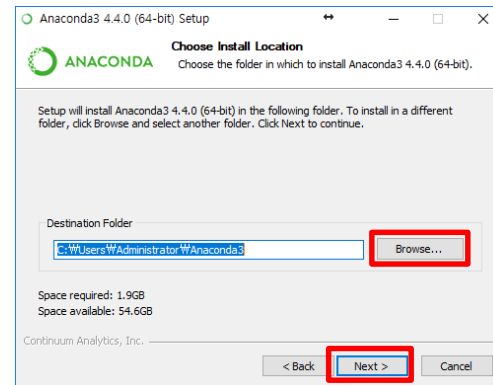 Anaconda3 4.4.0 (64-bit) Setup
ANACONDA
Choose Install Location
Choose the folder in which to install Anaconda3 4.4.0 (64-bit).
Setup will install Anaconda3 4.4.0 (64-bit) in the following folder. To install in a different
folder, click Browse and select another folder. Click Next to continue.
Destination Folder
C:₩Users₩Administrator₩Anaconda3
Browse...
Space required: 1.9GB
Space available: 54.6GB
Continuum Analytics, Inc.
< Back
Next >
Cancel